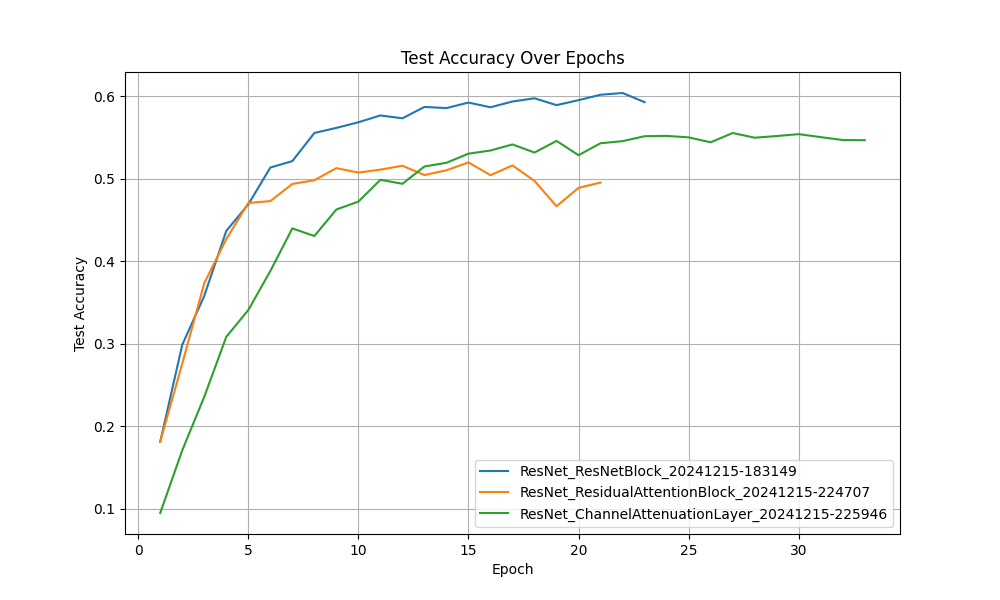 Test Accuracy Over Epochs
Test Accuracy
0.6
0.5
0.4
0.3
0.2
0.1
0 5 10 15 20 25 30
Epoch
ResNet_ResNetBlock_20241215-183149
ResNet_ResidualAttentionBlock_20241215-224707
ResNet_ChannelAttenuationLayer_20241215-225946